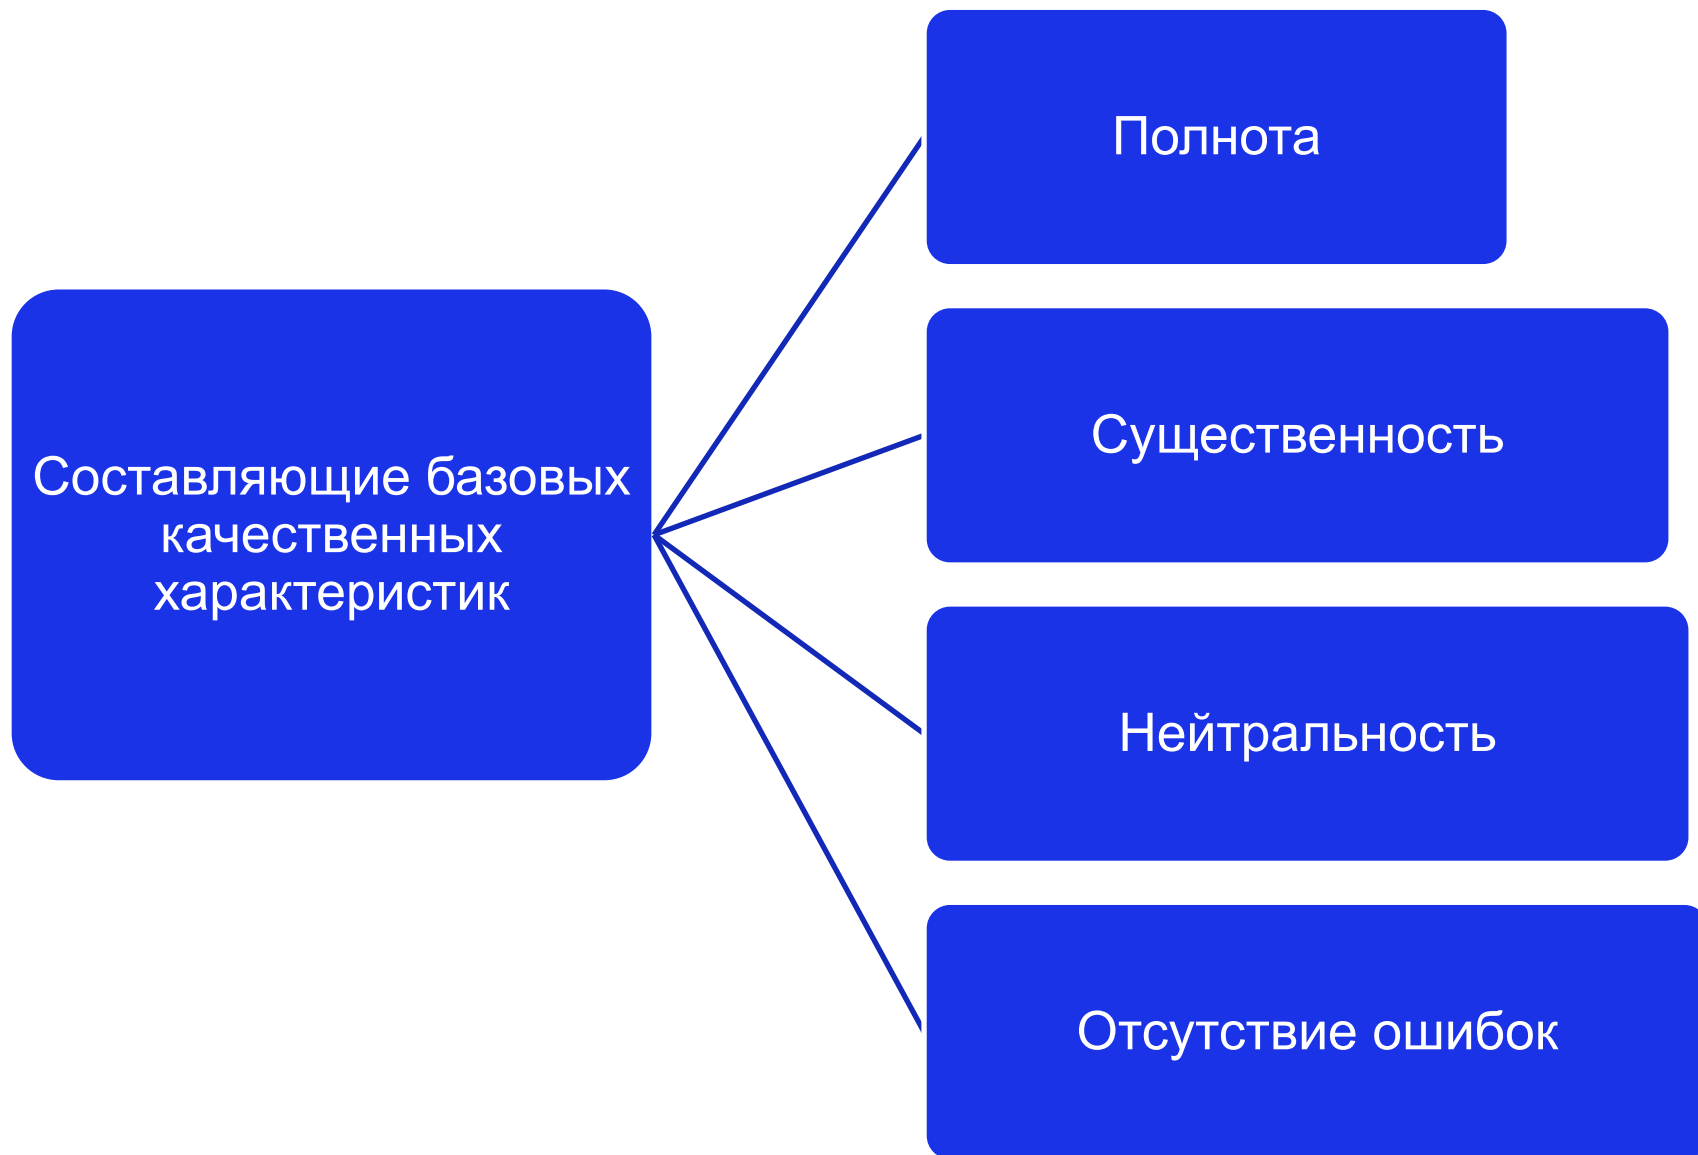 Составляющие базовых
качественных
характеристик
Полнота
Существенность
Нейтральность
Отсутствие ошибок